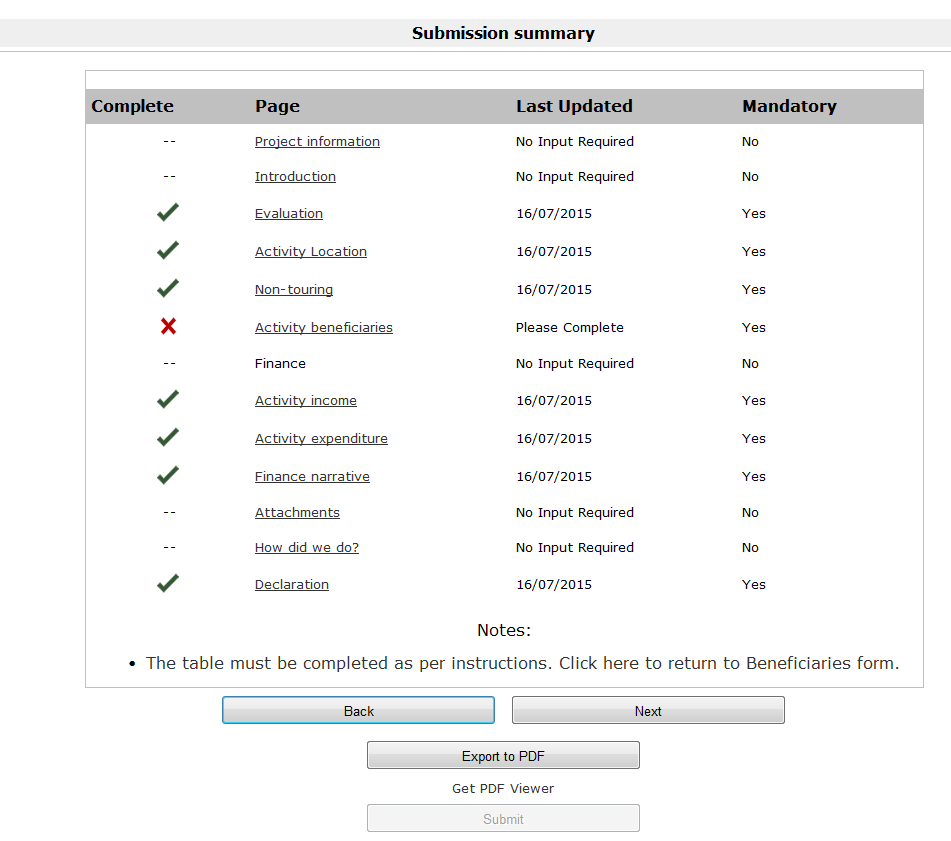 Submission summary
Complete Page Last Updated Mandatory
-- Project information No Input Required No
-- Introduction No Input Required No
Evaluation 16/07/2015 Yes
Activity Location 16/07/2015 Yes
Non-touring 16/07/2015 Yes
Activity beneficiaries Please Complete Yes
-- Finance No Input Required No
Activity income 16/07/2015 Yes
Activity expenditure 16/07/2015 Yes
Finance narrative 16/07/2015 Yes
-- Attachments No Input Required No
-- How did we do? No Input Required No
Declaration 16/07/2015 Yes
Notes:
• The table must be completed as per instructions. Click here to return to Beneficiaries form.
Back Next
Export to PDF
Get PDF Viewer
Submit